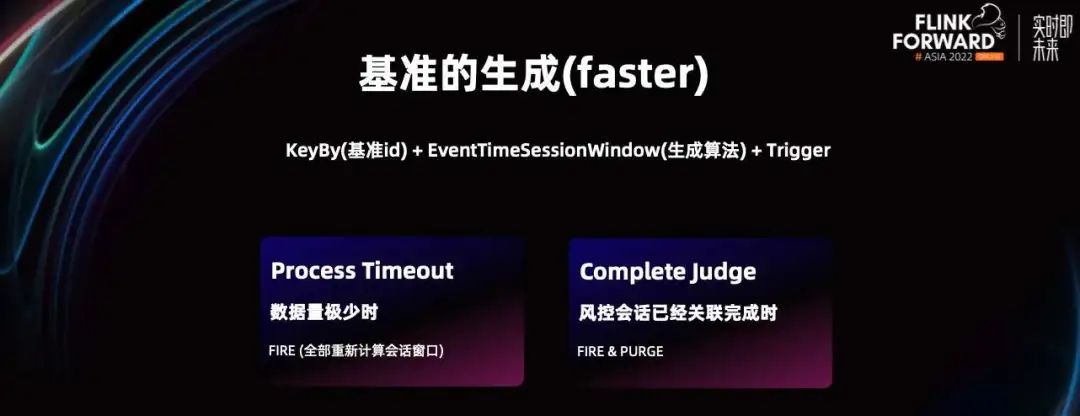 FLINK
FORWARD
# ASIA 2022 ONLINE
实时即
未来
基准的生成(faster)
KeyBy(基准id) + EventTimeSessionWindow(生成算法) + Trigger
Process Timeout
数据量极少时
FIRE (全部重新计算会话窗口)
Complete Judge
风控会话已经关联完成时
FIRE & PURGE